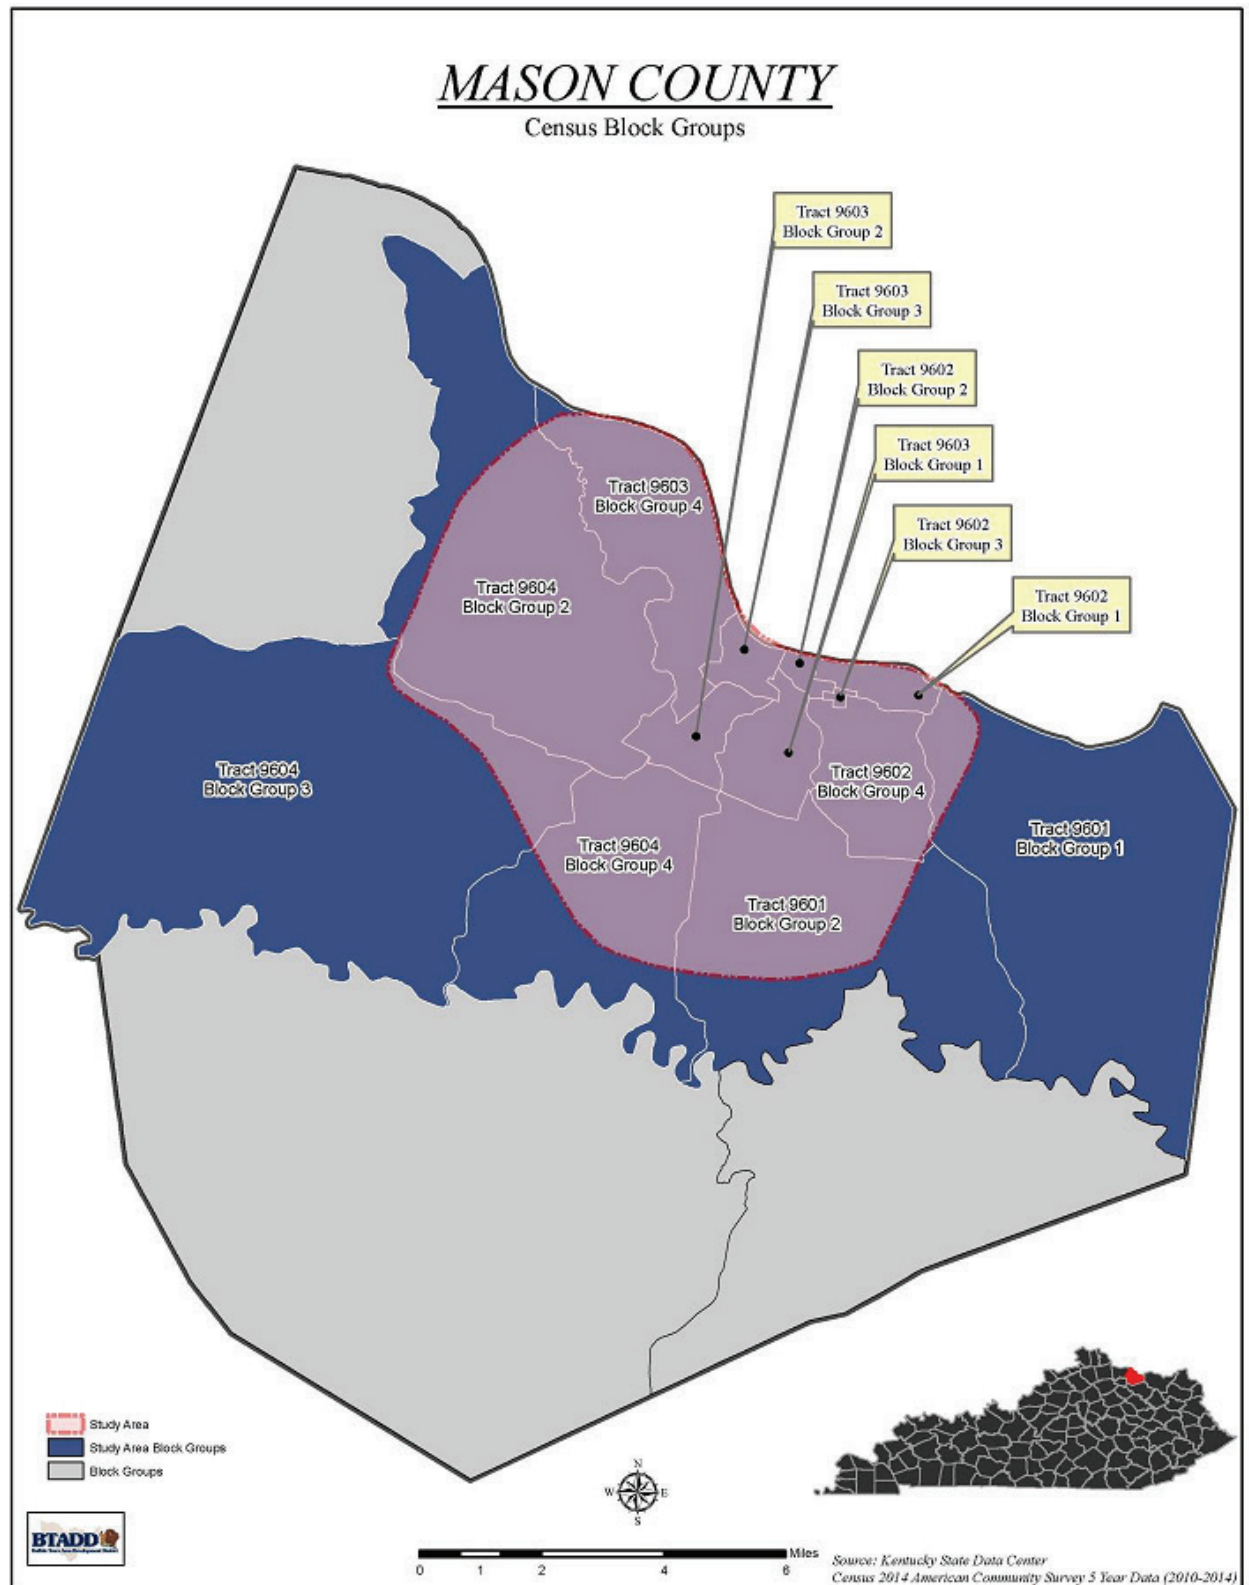 MASON COUNTY
Census Block Groups
Tract 9603
Block Group 2
Tract 9603
Block Group 3
Tract 9602
Block Group 2
Tract 9603
Block Group 1
Tract 9602
Block Group 3
Tract 9602
Block Group 1
Tract 9603
Block Group 4
Tract 9604
Block Group 2
Tract 9604
Block Group 3
Tract 9602
Block Group 4
Tract 9601
Block Group 1
Tract 9604
Block Group 4
Tract 9601
Block Group 2
Study Area
Study Area Block Groups
Block Groups
N
W E
S
BTADD
Miles
0 1 2 4 6
Source: Kentucky State Data Center
Census 2014 American Community Survey 5 Year Data (2010-2014)